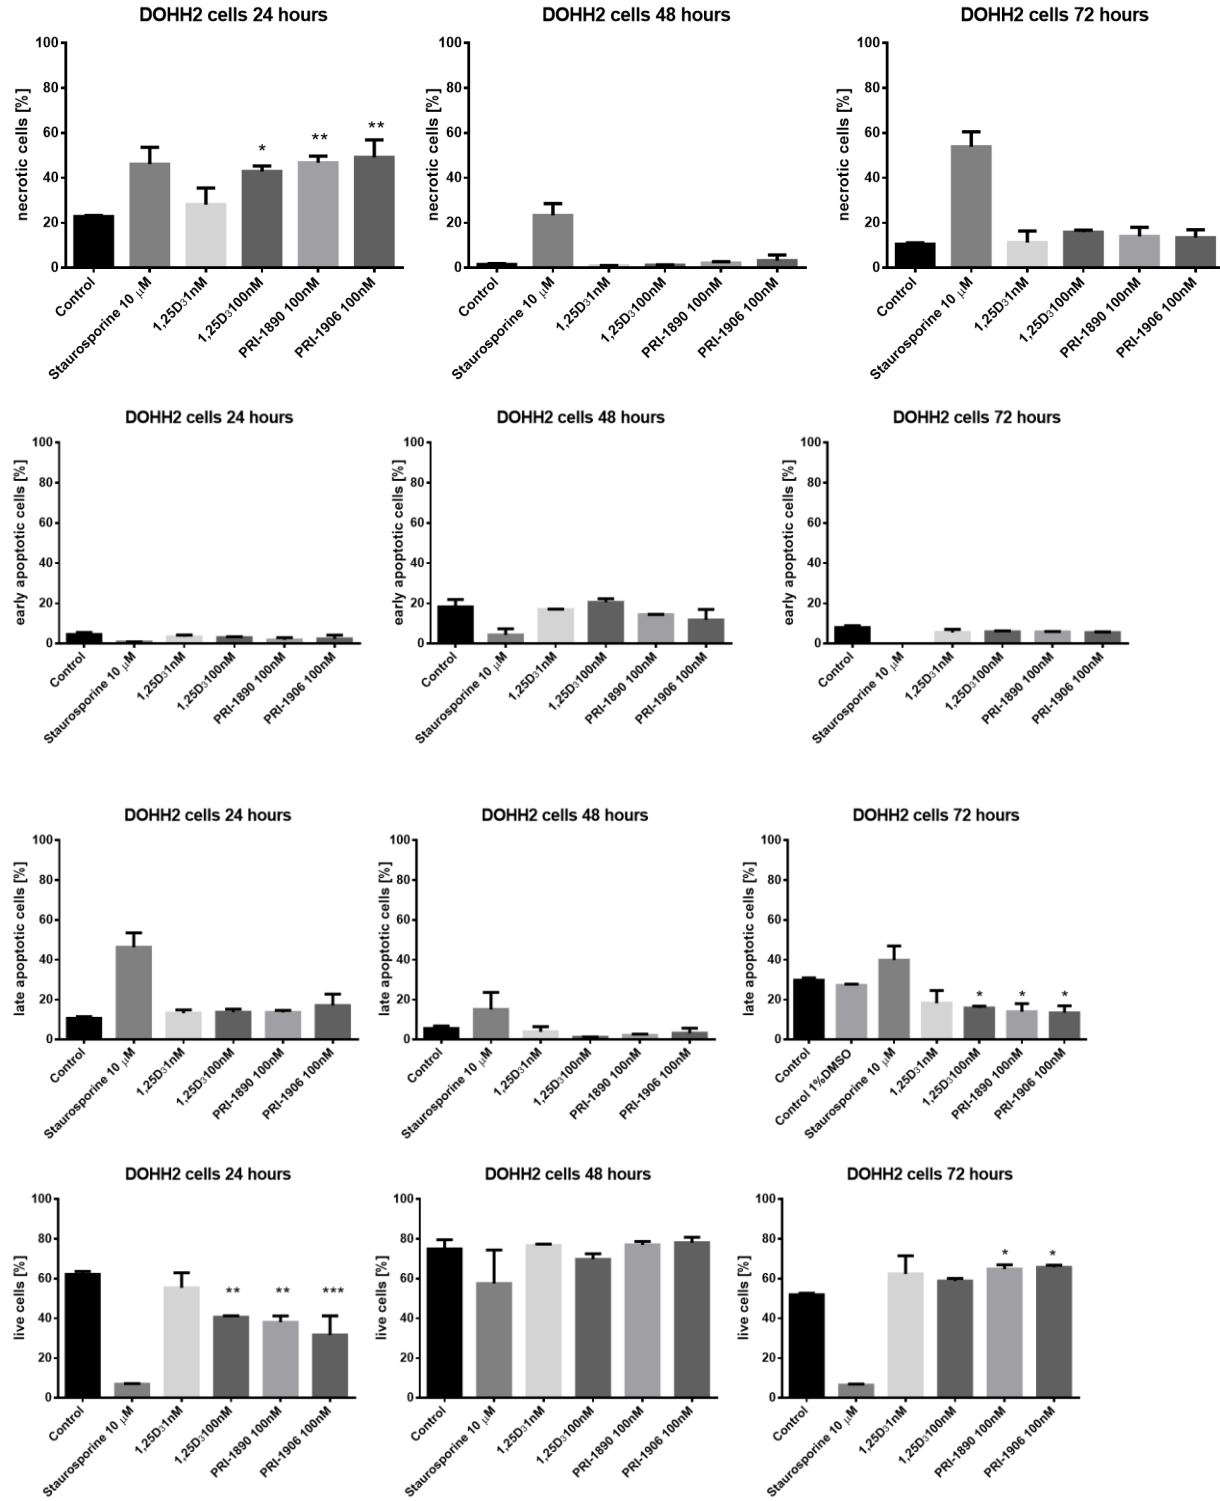 DOHH2 cells 24 hours
necrotic cells [%]
100
80
60
40
20
0
*
**
**
Control
Staurosporine 10 µM
1,25D₃1nM
1,25D₃100nM
PRI-1890 100nM
PRI-1906 100nM
DOHH2 cells 48 hours
necrotic cells [%]
100
80
60
40
20
0
Control
Staurosporine 10 µM
1,25D₃1nM
1,25D₃100nM
PRI-1890 100nM
PRI-1906 100nM
DOHH2 cells 72 hours
necrotic cells [%]
100
80
60
40
20
0
Control
Staurosporine 10 µM
1,25D₃1nM
1,25D₃100nM
PRI-1890 100nM
PRI-1906 100nM
DOHH2 cells 24 hours
early apoptotic cells [%]
100
80
60
40
20
0
Control
Staurosporine 10 µM
1,25D₃1nM
1,25D₃100nM
PRI-1890 100nM
PRI-1906 100nM
DOHH2 cells 48 hours
early apoptotic cells [%]
100
80
60
40
20
0
Control
Staurosporine 10 µM
1,25D₃1nM
1,25D₃100nM
PRI-1890 100nM
PRI-1906 100nM
DOHH2 cells 72 hours
early apoptotic cells [%]
100
80
60
40
20
0
Control
Staurosporine 10 µM
1,25D₃1nM
1,25D₃100nM
PRI-1890 100nM
PRI-1906 100nM
DOHH2 cells 24 hours
late apoptotic cells [%]
100
80
60
40
20
0
Control
Staurosporine 10 µM
1,25D₃1nM
1,25D₃100nM
PRI-1890 100nM
PRI-1906 100nM
DOHH2 cells 48 hours
late apoptotic cells [%]
100
80
60
40
20
0
Control
Staurosporine 10 µM
1,25D₃1nM
1,25D₃100nM
PRI-1890 100nM
PRI-1906 100nM
DOHH2 cells 72 hours
late apoptotic cells [%]
100
80
60
40
20
0
*
*
*
Control
Control 1%DMSO
Staurosporine 10 µM
1,25D₃1nM
1,25D₃100nM
PRI-1890 100nM
PRI-1906 100nM
DOHH2 cells 24 hours
live cells [%]
100
80
60
40
20
0
**
**
***
Control
Staurosporine 10 µM
1,25D₃1nM
1,25D₃100nM
PRI-1890 100nM
PRI-1906 100nM
DOHH2 cells 48 hours
live cells [%]
100
80
60
40
20
0
Control
Staurosporine 10 µM
1,25D₃1nM
1,25D₃100nM
PRI-1890 100nM
PRI-1906 100nM
DOHH2 cells 72 hours
live cells [%]
100
80
60
40
20
0
*
*
Control
Staurosporine 10 µM
1,25D₃1nM
1,25D₃100nM
PRI-1890 100nM
PRI-1906 100nM